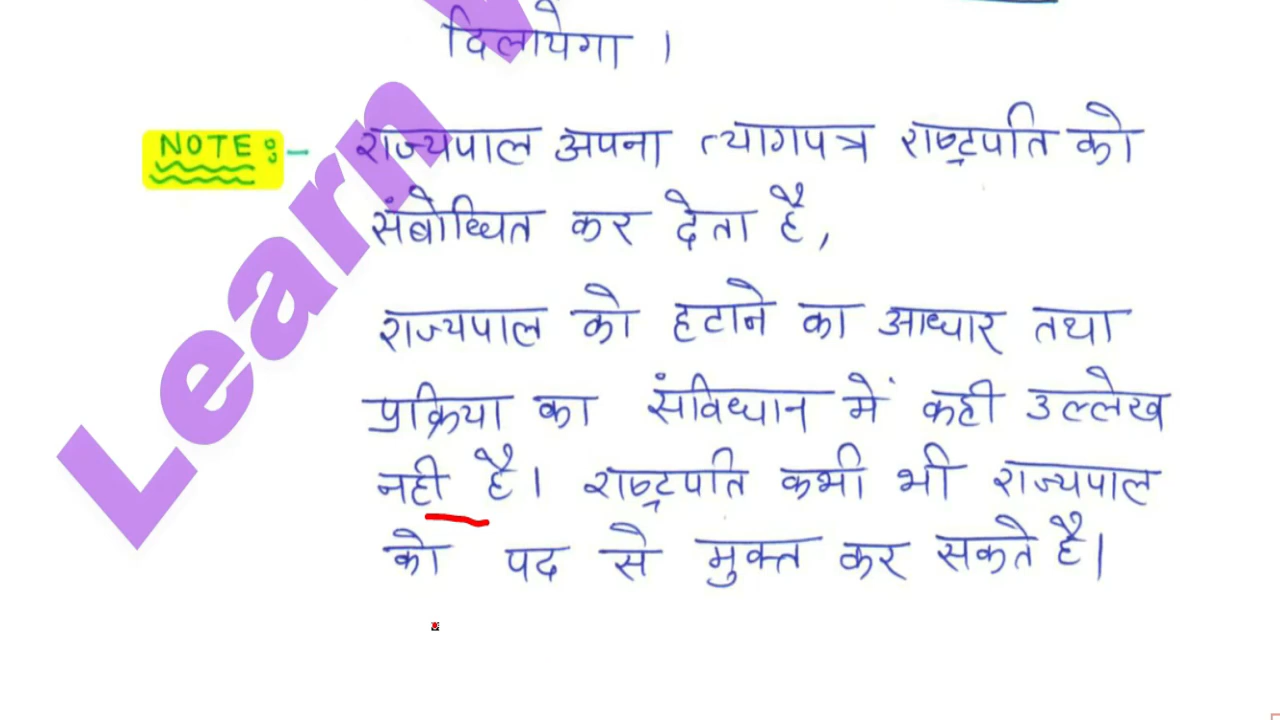 दिलायेगा ।
NOTE :- राज्यपाल अपना त्यागपत्र राष्ट्रपति को
संबोधित कर देता है,
राज्यपाल को हटाने का आधार तथा
प्रक्रिया का संविधान में कही उल्लेख
नही है। राष्ट्रपति कभी भी राज्यपाल
को पद से मुक्त कर सकते है।
Learn